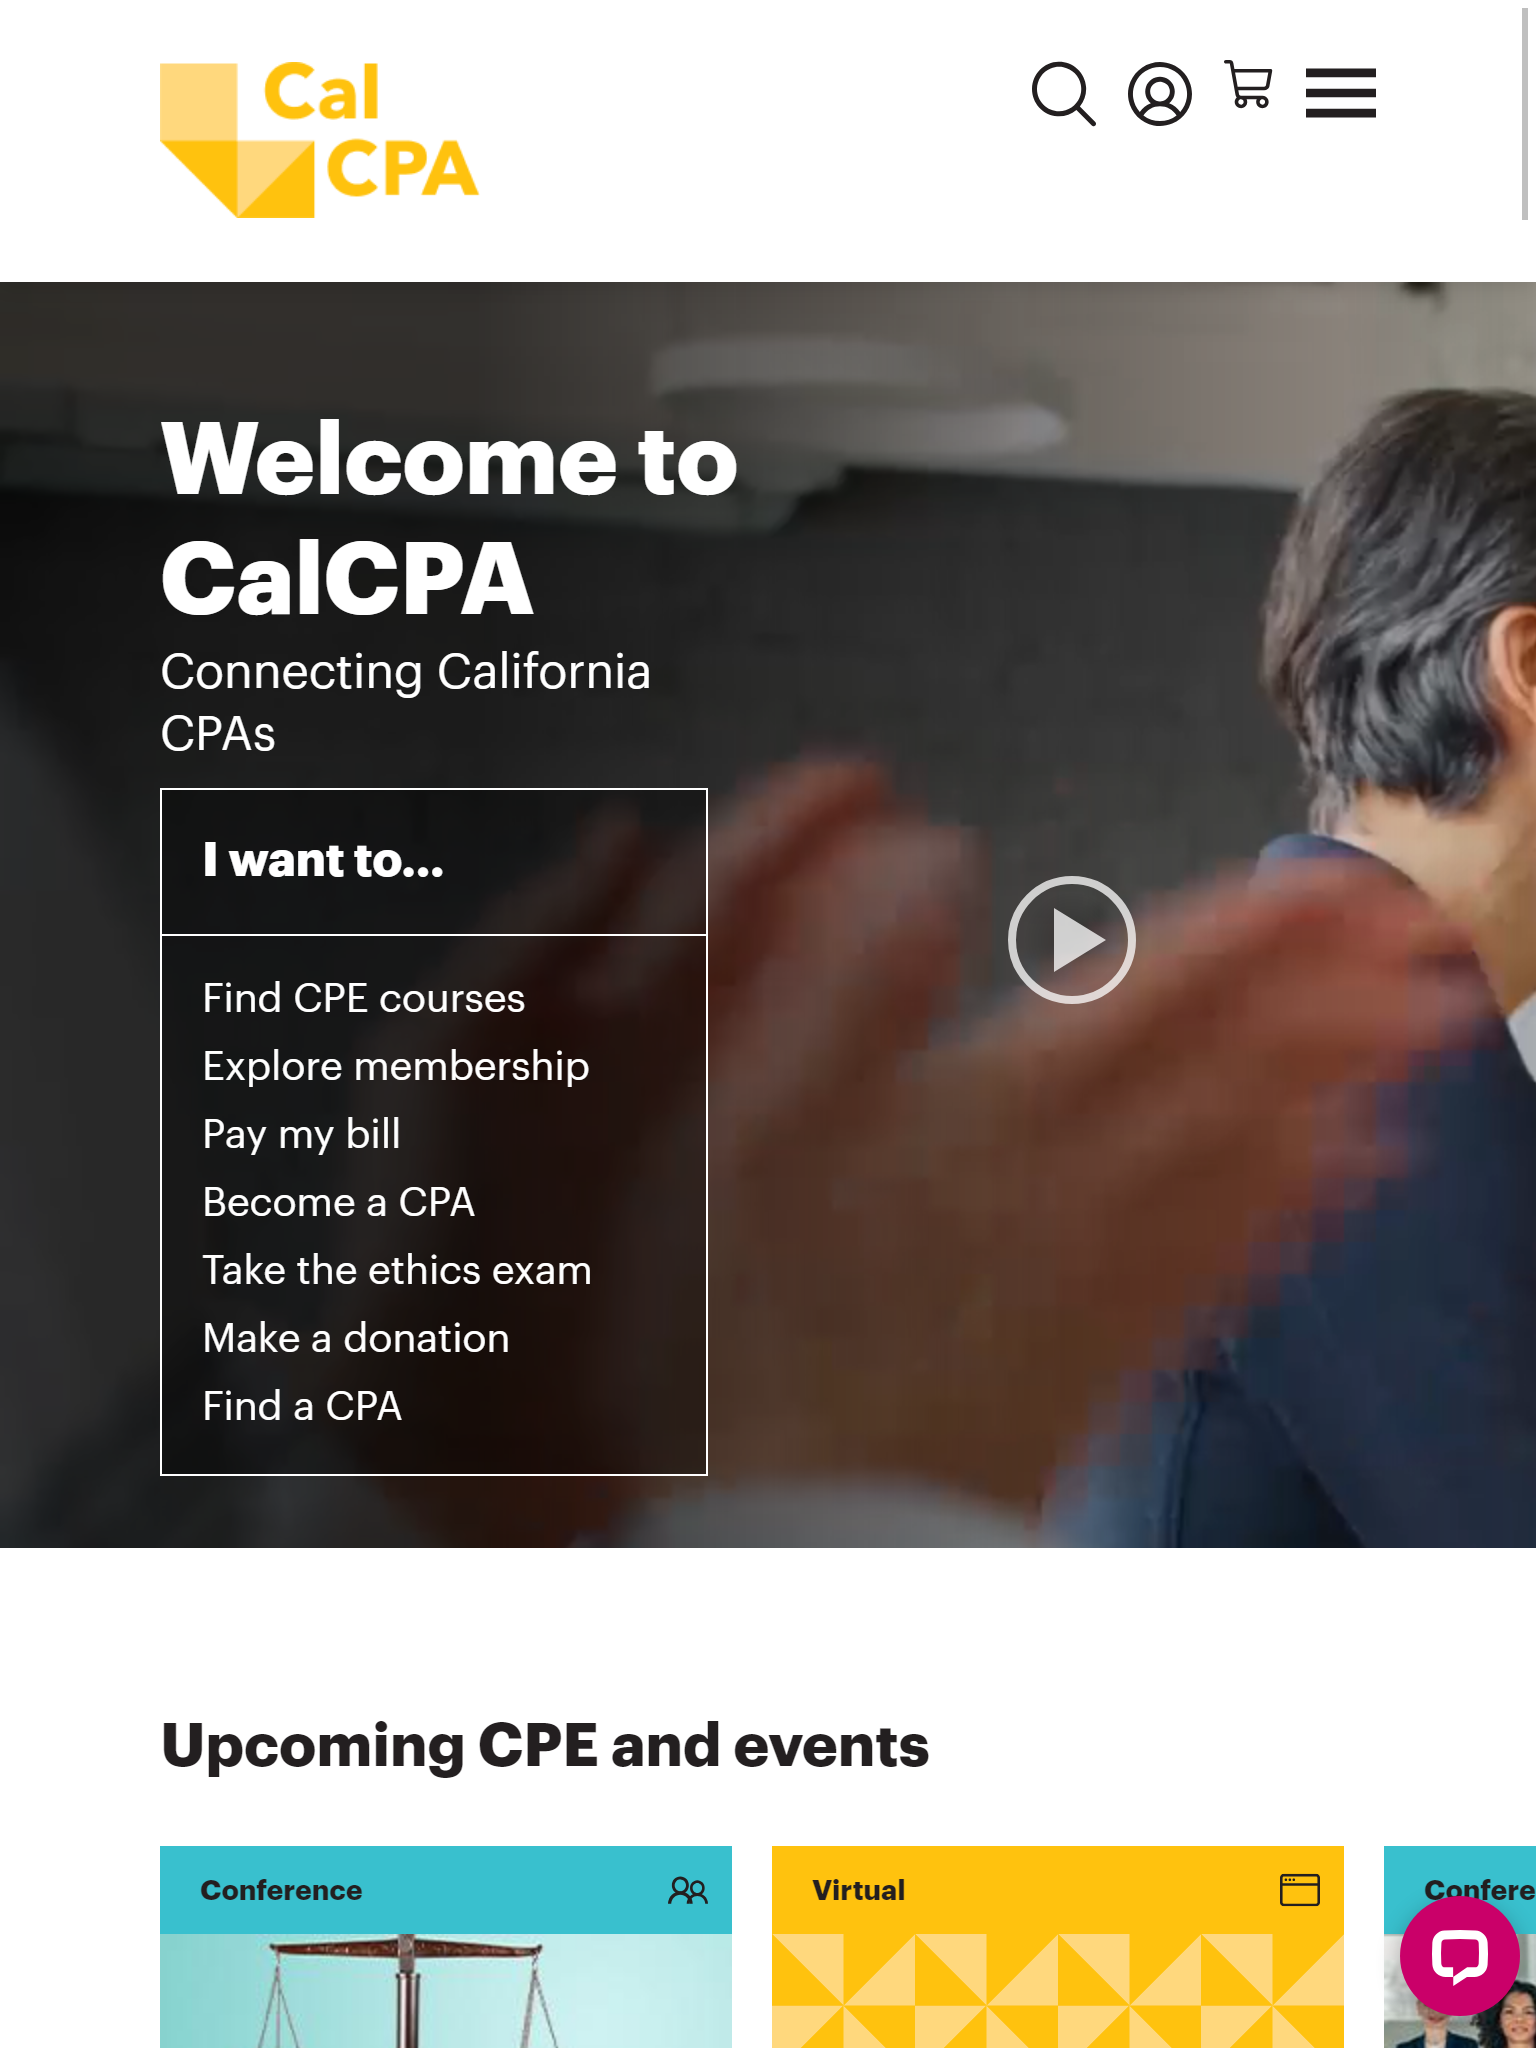 Cal
CPA
Welcome to
CalCPA
Connecting California
CPAs
I want to...
Find CPE courses
Explore membership
Pay my bill
Become a CPA
Take the ethics exam
Make a donation
Find a CPA
Upcoming CPE and events
Conference
Virtual
Confere